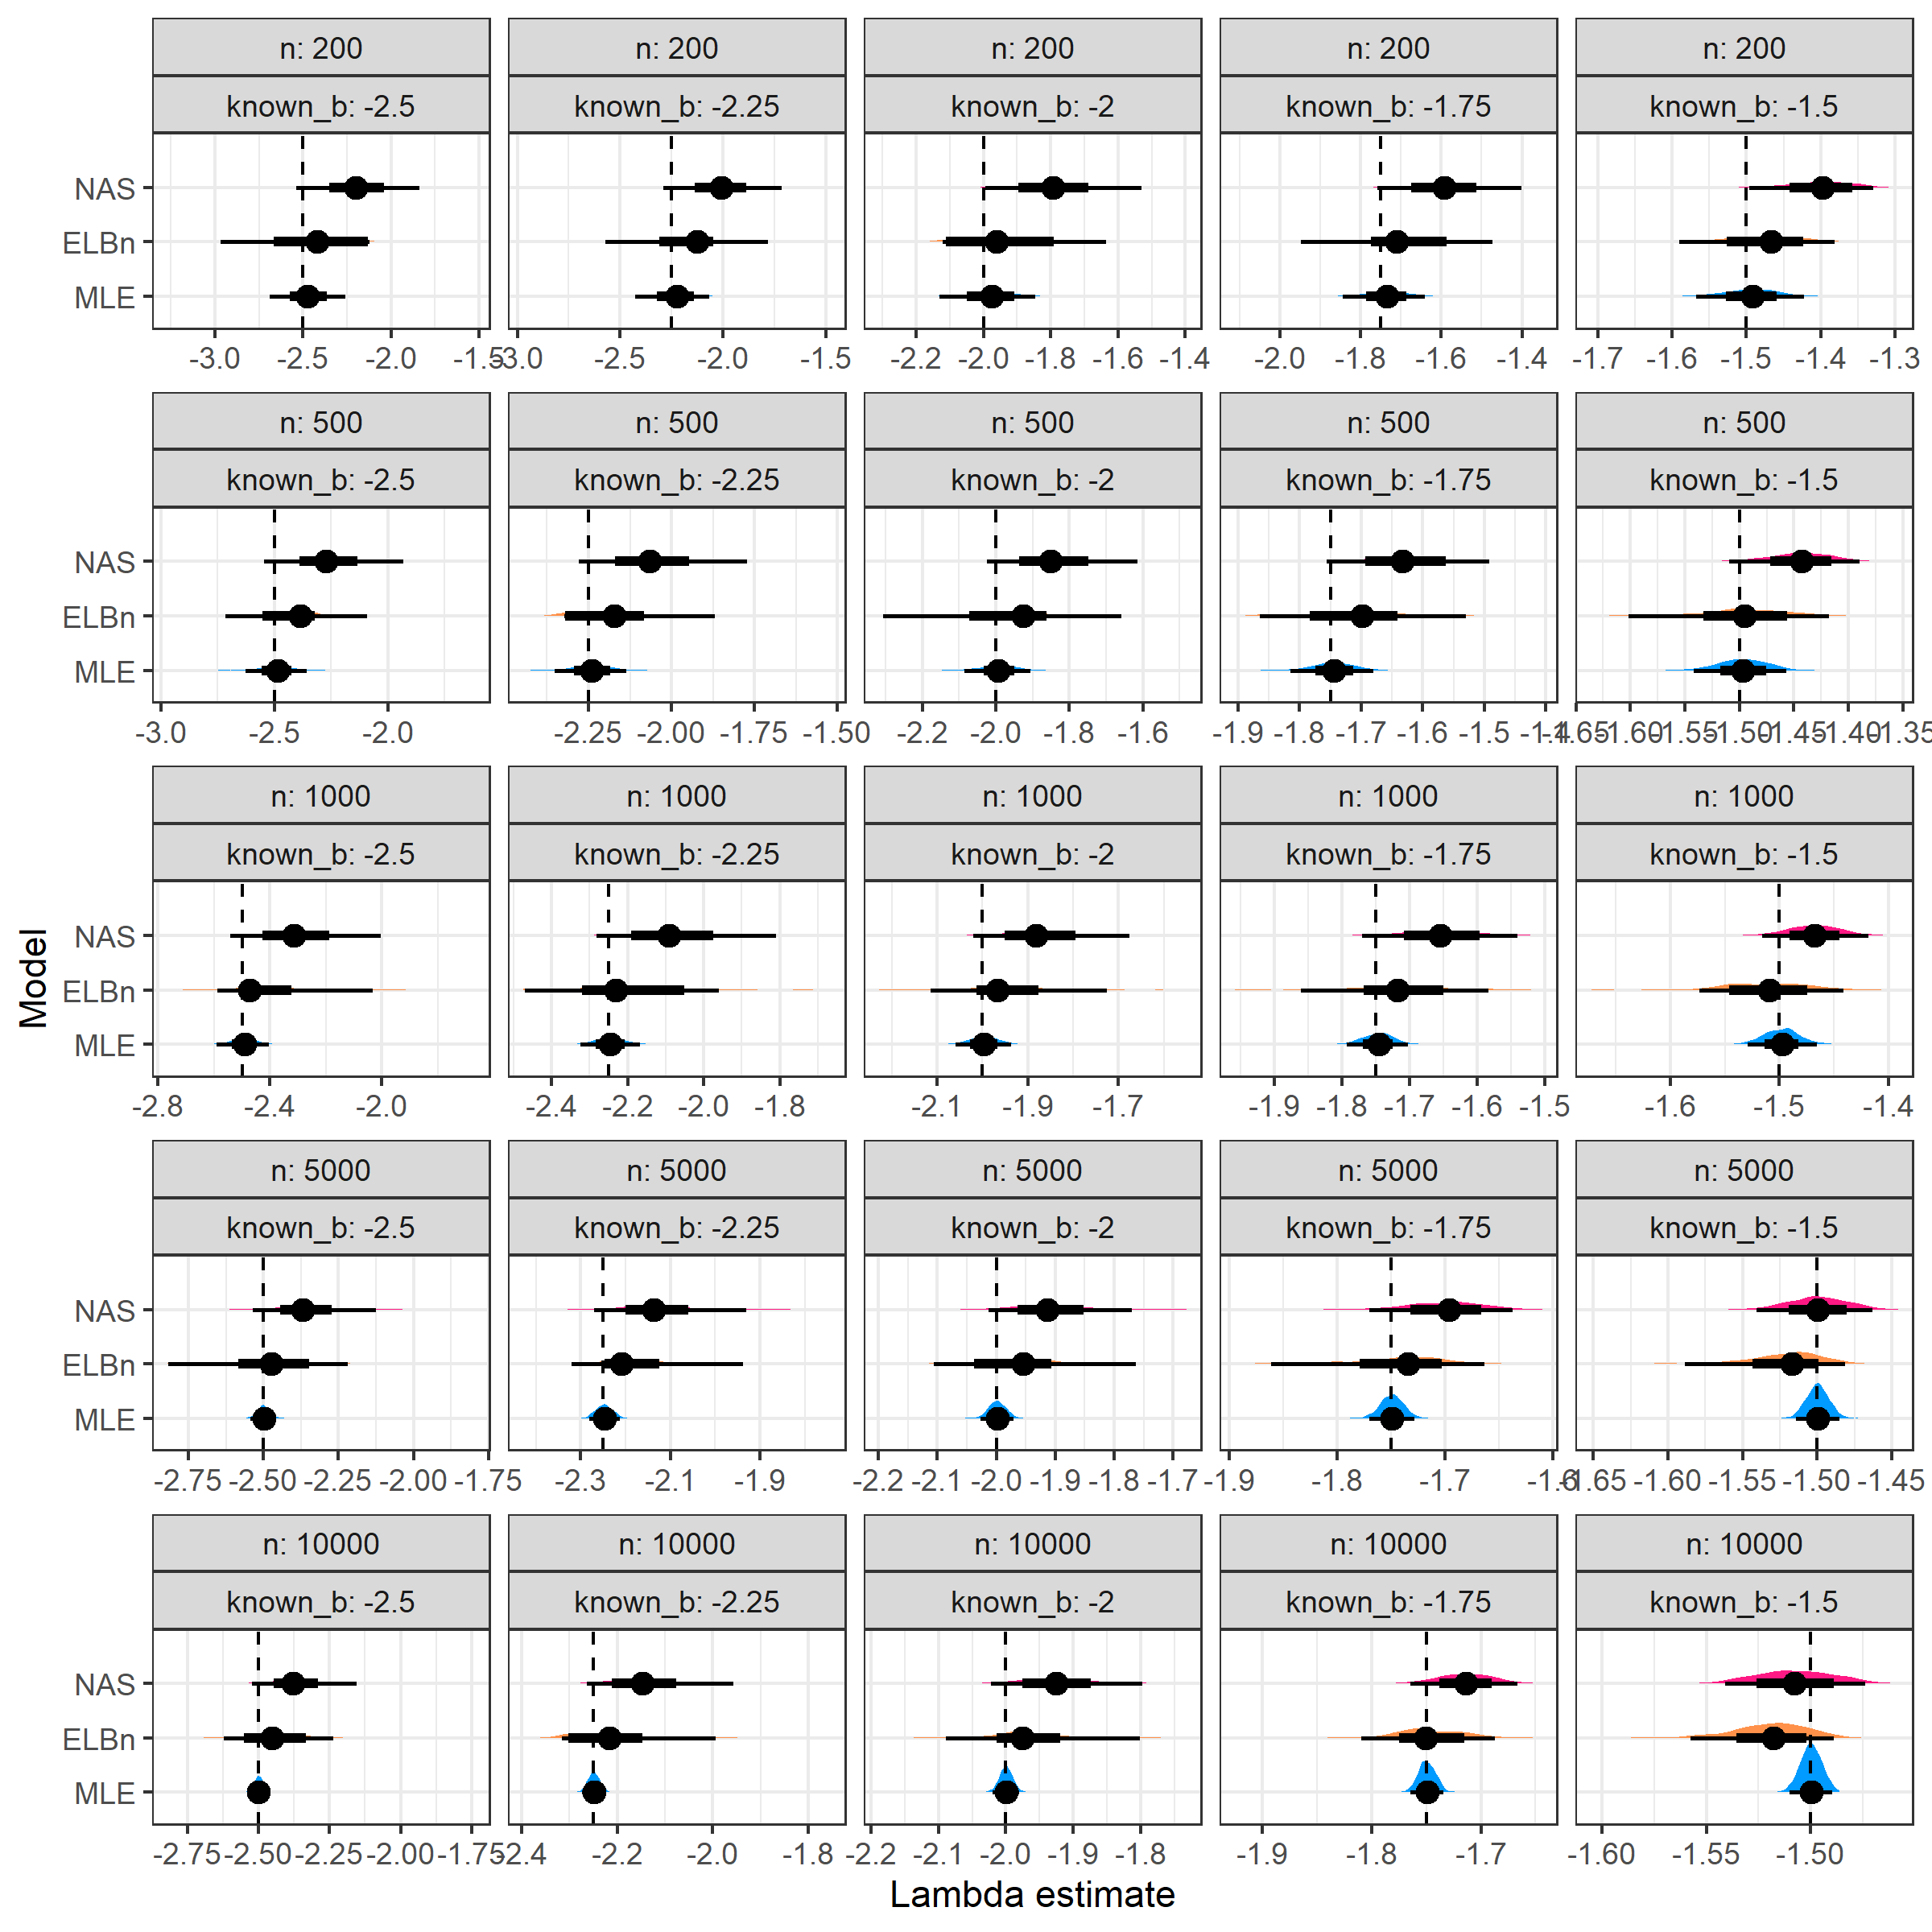 n: 200 n: 200 n: 200 n: 200 n: 200
known_b: -2.5 known_b: -2.25 known_b: -2 known_b: -1.75 known_b: -1.5
NAS
ELBn
MLE
-3.0 -2.5 -2.0 -1.5 -3.0 -2.5 -2.0 -1.5 -2.2 -2.0 -1.8 -1.6 -1.4 -2.0 -1.8 -1.6 -1.4 -1.7 -1.6 -1.5 -1.4 -1.3
n: 500 n: 500 n: 500 n: 500 n: 500
known_b: -2.5 known_b: -2.25 known_b: -2 known_b: -1.75 known_b: -1.5
NAS
ELBn
MLE
-3.0 -2.5 -2.0 -2.25 -2.00 -1.75 -1.50 -2.2 -2.0 -1.8 -1.6 -1.9 -1.8 -1.7 -1.6 -1.5 -1.4 -1.65 -1.60 -1.55 -1.50 -1.45 -1.40 -1.35
n: 1000 n: 1000 n: 1000 n: 1000 n: 1000
known_b: -2.5 known_b: -2.25 known_b: -2 known_b: -1.75 known_b: -1.5
Model
NAS
ELBn
MLE
-2.8 -2.4 -2.0 -2.4 -2.2 -2.0 -1.8 -2.1 -1.9 -1.7 -1.9 -1.8 -1.7 -1.6 -1.5 -1.6 -1.5 -1.4
n: 5000 n: 5000 n: 5000 n: 5000 n: 5000
known_b: -2.5 known_b: -2.25 known_b: -2 known_b: -1.75 known_b: -1.5
NAS
ELBn
MLE
-2.75 -2.50 -2.25 -2.00 -1.75 -2.3 -2.1 -1.9 -2.2 -2.1 -2.0 -1.9 -1.8 -1.7 -1.9 -1.8 -1.7 -1.6 -1.65 -1.60 -1.55 -1.50 -1.45
n: 10000 n: 10000 n: 10000 n: 10000 n: 10000
known_b: -2.5 known_b: -2.25 known_b: -2 known_b: -1.75 known_b: -1.5
NAS
ELBn
MLE
-2.75 -2.50 -2.25 -2.00 -1.75 -2.4 -2.2 -2.0 -1.8 -2.2 -2.1 -2.0 -1.9 -1.8 -1.9 -1.8 -1.7 -1.60 -1.55 -1.50
Lambda estimate